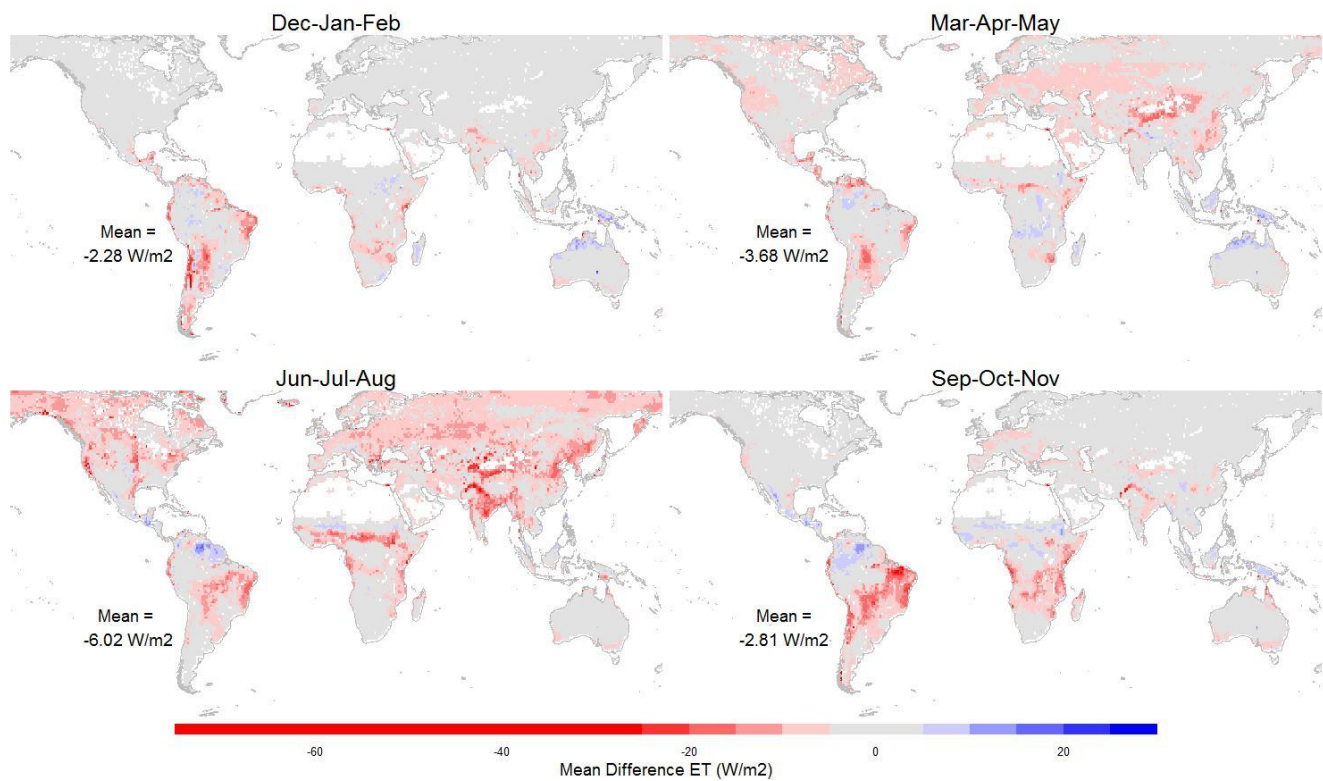 Dec-Jan-Feb
Mar-Apr-May
Mean =
-2.28 W/m2
Mean =
-3.68 W/m2
Jun-Jul-Aug
Sep-Oct-Nov
Mean =
-6.02 W/m2
Mean =
-2.81 W/m2
-60 -40 -20 0 20
Mean Difference ET (W/m2)